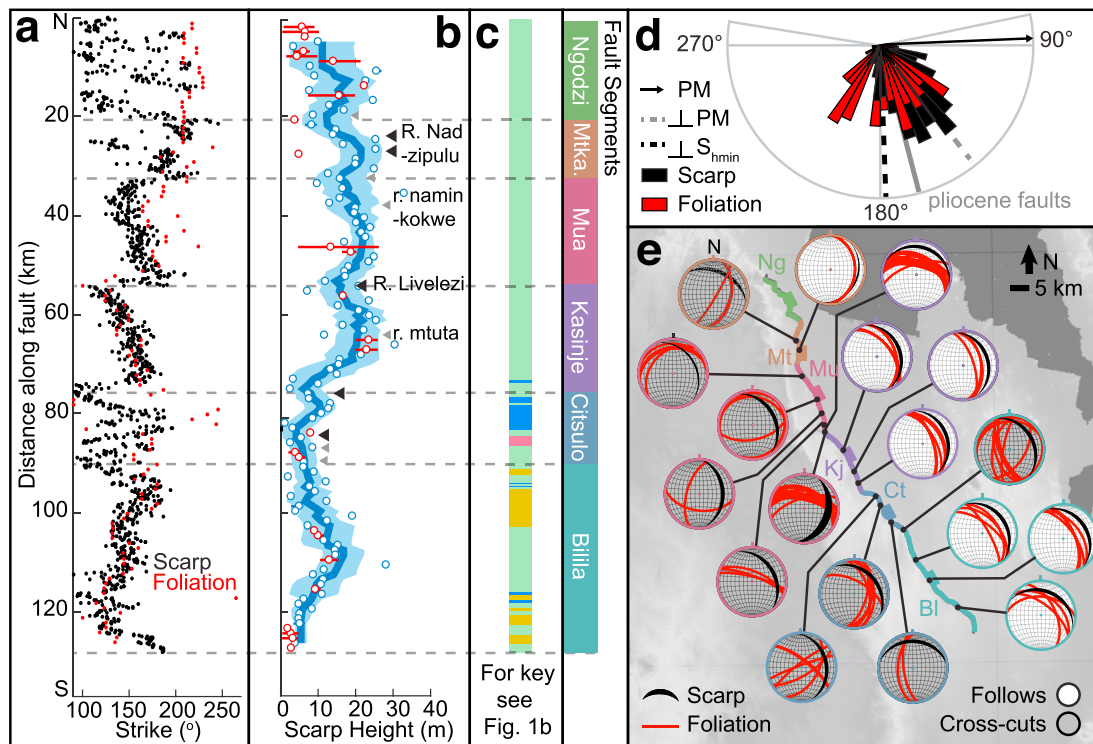 a
N
20
40
60
80
100
120
S
Distance along fault (km)
Scarp
Foliation
100
150
200
250
Strike (°)
b
R. Nad
-zipulu
r. namin
-kokwe
R. Livelezi
r. mtuta
0
10
20
30
40
Scarp Height (m)
c
For key
see
Fig. 1b
Ngodzi
Mtka.
Mua
Kasinje
Citsulo
Bilila
Fault Segments
d
270°
90°
180°
PM
⊥PM
⊥S_hmin
Scarp
Foliation
pliocene faults
e
N
N
5 km
Ng
Mt
Mu
Kj
Ct
Bl
Scarp
Foliation
Follows
Cross-cuts